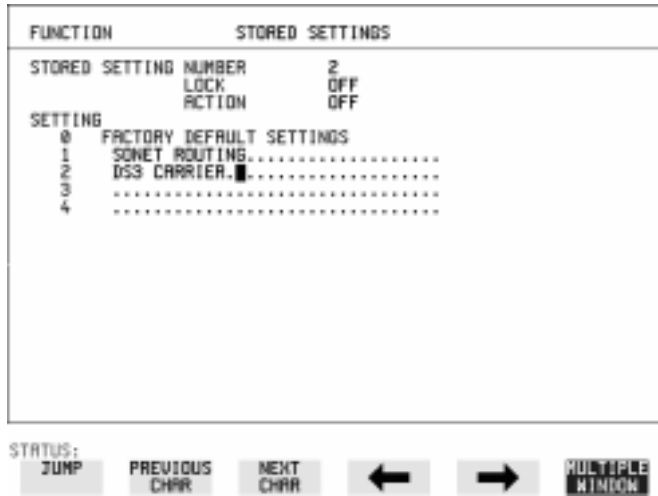 FUNCTION STORED SETTINGS
STORED SETTING NUMBER 2
LOCK OFF
ACTION OFF
SETTING
0 FACTORY DEFAULT SETTINGS
1 SONET ROUTING...................
2 DS3 CARRIER. ...................
3 ................................
4 ................................
STATUS:
JUMP PREVIOUS CHAR NEXT CHAR MULTIPLE WINDOW